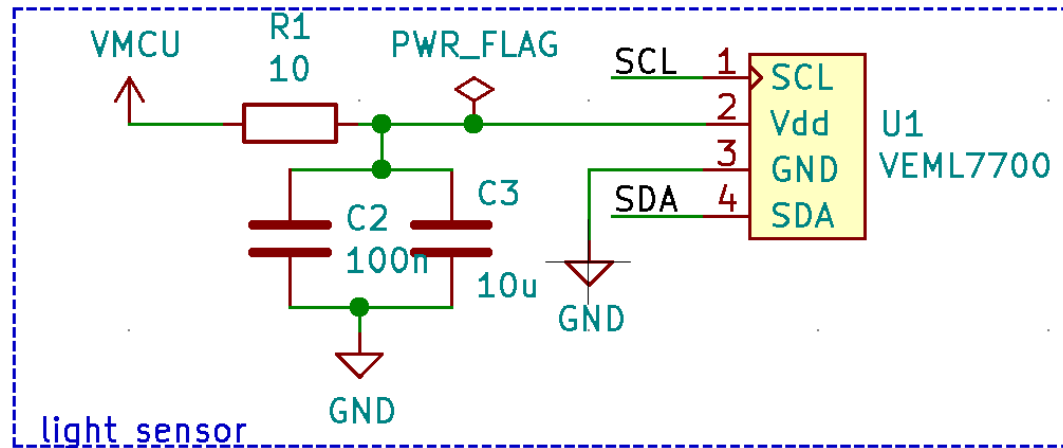 VMCU
R1
10
PWR_FLAG
SCL
1
SCL
2
Vdd
3
GND
SDA
4
SDA
U1
VEML7700
C2
100n
C3
10u
GND
GND
light sensor